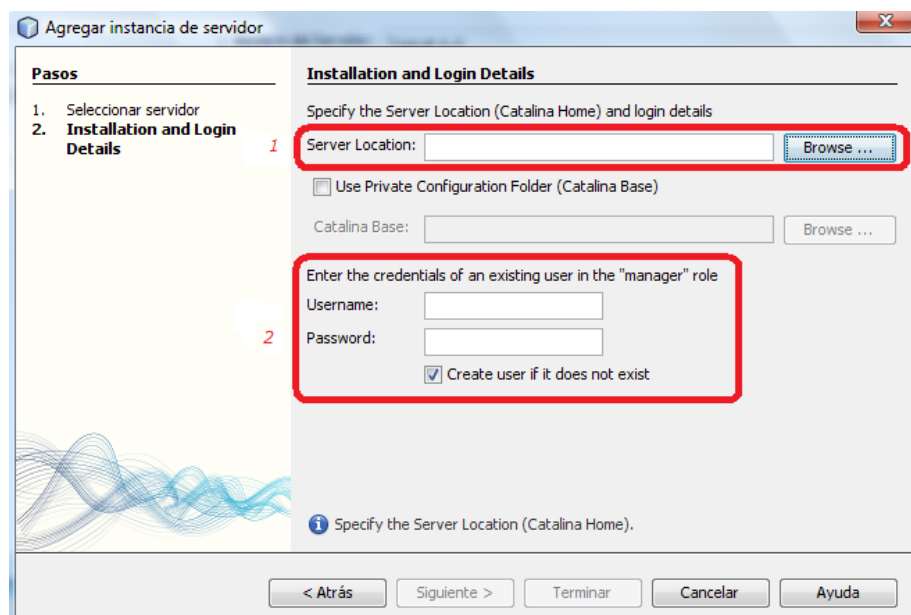 Agregar instancia de servidor
Pasos
1. Seleccionar servidor
2. Installation and Login
Details
Installation and Login Details
Specify the Server Location (Catalina Home) and login details
1
Server Location:
Browse ...
Use Private Configuration Folder (Catalina Base)
Catalina Base:
Browse ...
Enter the credentials of an existing user in the "manager" role
Username:
2
Password:
Create user if it does not exist
Specify the Server Location (Catalina Home).
< Atrás
Siguiente >
Terminar
Cancelar
Ayuda